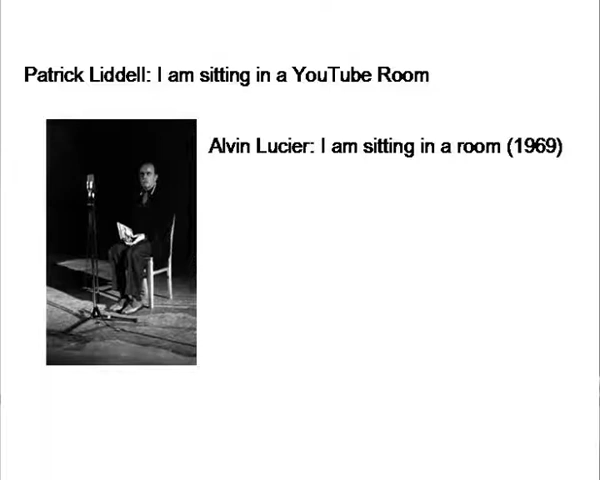 Patrick Liddell: I am sitting in a YouTube Room
Alvin Lucier: I am sitting in a room (1969)